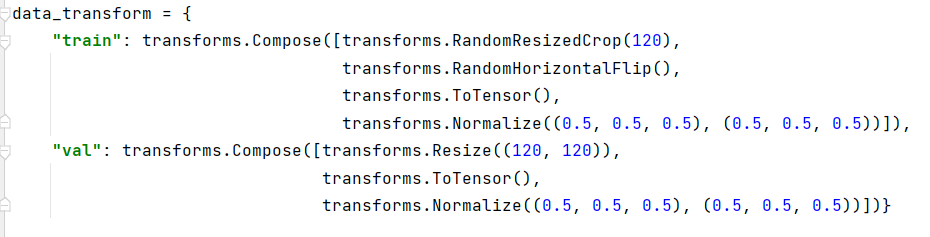 data_transform = {
    "train": transforms.Compose([transforms.RandomResizedCrop(120),
                                 transforms.RandomHorizontalFlip(),
                                 transforms.ToTensor(),
                                 transforms.Normalize((0.5, 0.5, 0.5), (0.5, 0.5, 0.5))]),
    "val": transforms.Compose([transforms.Resize((120, 120)),
                               transforms.ToTensor(),
                               transforms.Normalize((0.5, 0.5, 0.5), (0.5, 0.5, 0.5))])}